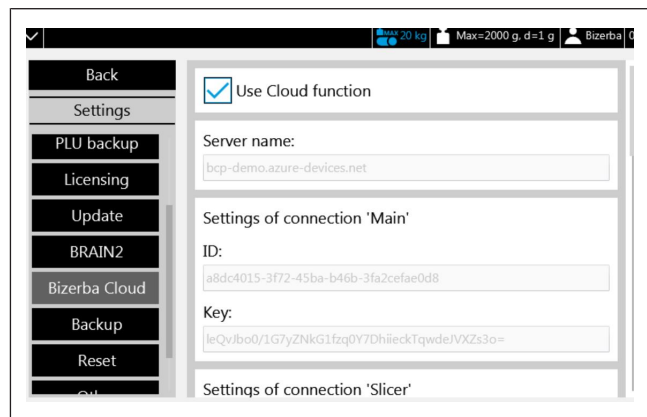 MAX 20 kg Max=2000 g, d=1 g Bizerba 0
Back
Settings
PLU backup
Licensing
Update
BRAIN2
Bizerba Cloud
Backup
Reset
Use Cloud function
Server name:
bcp-demo.azure-devices.net
Settings of connection 'Main'
ID:
a8dc4015-3f72-45ba-b46b-3fa2cefae0d8
Key:
leQvJbo0/1G7yZNkG1fzq0Y7DhiieckTqwdeJVXZs3o=
Settings of connection 'Slicer'